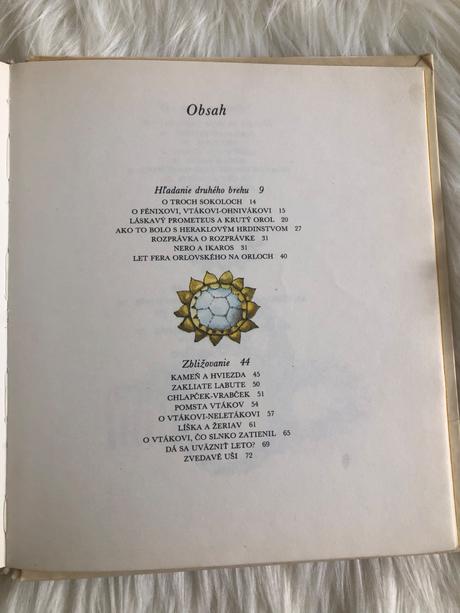 Obsah
Hľadanie druhého brehu 9
O TROCH SOKOLOCH 14
O FÉNIXOVI, VTÁKOVI-OHNIVÁKOVI 15
LÁSKAVÝ PROMETEUS A KRUTÝ OROL 20
AKO TO BOLO S HERAKLOVÝM HRDINSTVOM 27
ROZPRÁVKA O ROZPRÁVKE 31
NERO A IKAROS 31
LET FERA ORLOVSKÉHO NA ORLOCH 40
Zbližovanie 44
KAMEŇ A HVIEZDA 45
ZAKLIATE LABUTE 50
CHLAPČEK-VRABČEK 51
POMSTA VTÁKOV 54
O VTÁKOVI-NELETÁKOVI 57
LÍŠKA A ŽERIAV 61
O VTÁKOVI, ČO SLNKO ZATIENIL 65
DÁ SA UVÄZNIŤ LETO? 69
ZVEDAVÉ UŠI 72